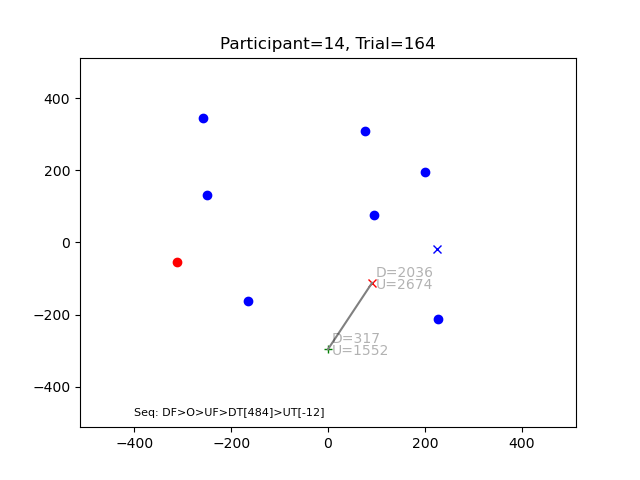 Participant=14, Trial=164
400
200
0
−200
−400
D=2036
U=2674
D=317
U=1552
Seq: DF>O>UF>DT[484]>UT[-12]
−400 −200 0 200 400